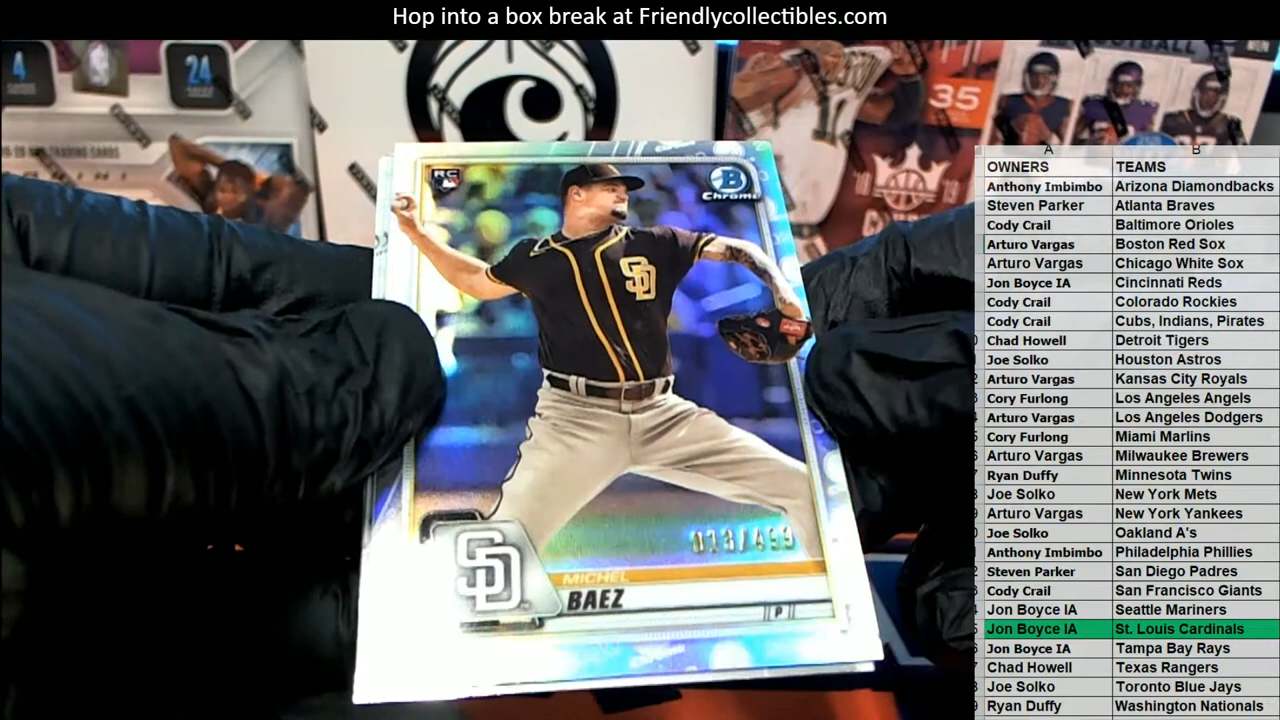 Hop into a box break at Friendlycollectibles.com
4
24
35
RC
B
Chrome
SD
013/499
SD
MICHEL
BAEZ
P
A B
OWNERS TEAMS
Anthony Imbimbo Arizona Diamondbacks
Steven Parker Atlanta Braves
Cody Crail Baltimore Orioles
Arturo Vargas Boston Red Sox
Arturo Vargas Chicago White Sox
Jon Boyce IA Cincinnati Reds
Cody Crail Colorado Rockies
Cody Crail Cubs, Indians, Pirates
Chad Howell Detroit Tigers
Joe Solko Houston Astros
Arturo Vargas Kansas City Royals
Cory Furlong Los Angeles Angels
Arturo Vargas Los Angeles Dodgers
Cory Furlong Miami Marlins
Arturo Vargas Milwaukee Brewers
Ryan Duffy Minnesota Twins
Joe Solko New York Mets
Arturo Vargas New York Yankees
Joe Solko Oakland A's
Anthony Imbimbo Philadelphia Phillies
Steven Parker San Diego Padres
Cody Crail San Francisco Giants
Jon Boyce IA Seattle Mariners
Jon Boyce IA St. Louis Cardinals
Jon Boyce IA Tampa Bay Rays
Chad Howell Texas Rangers
Joe Solko Toronto Blue Jays
Ryan Duffy Washington Nationals